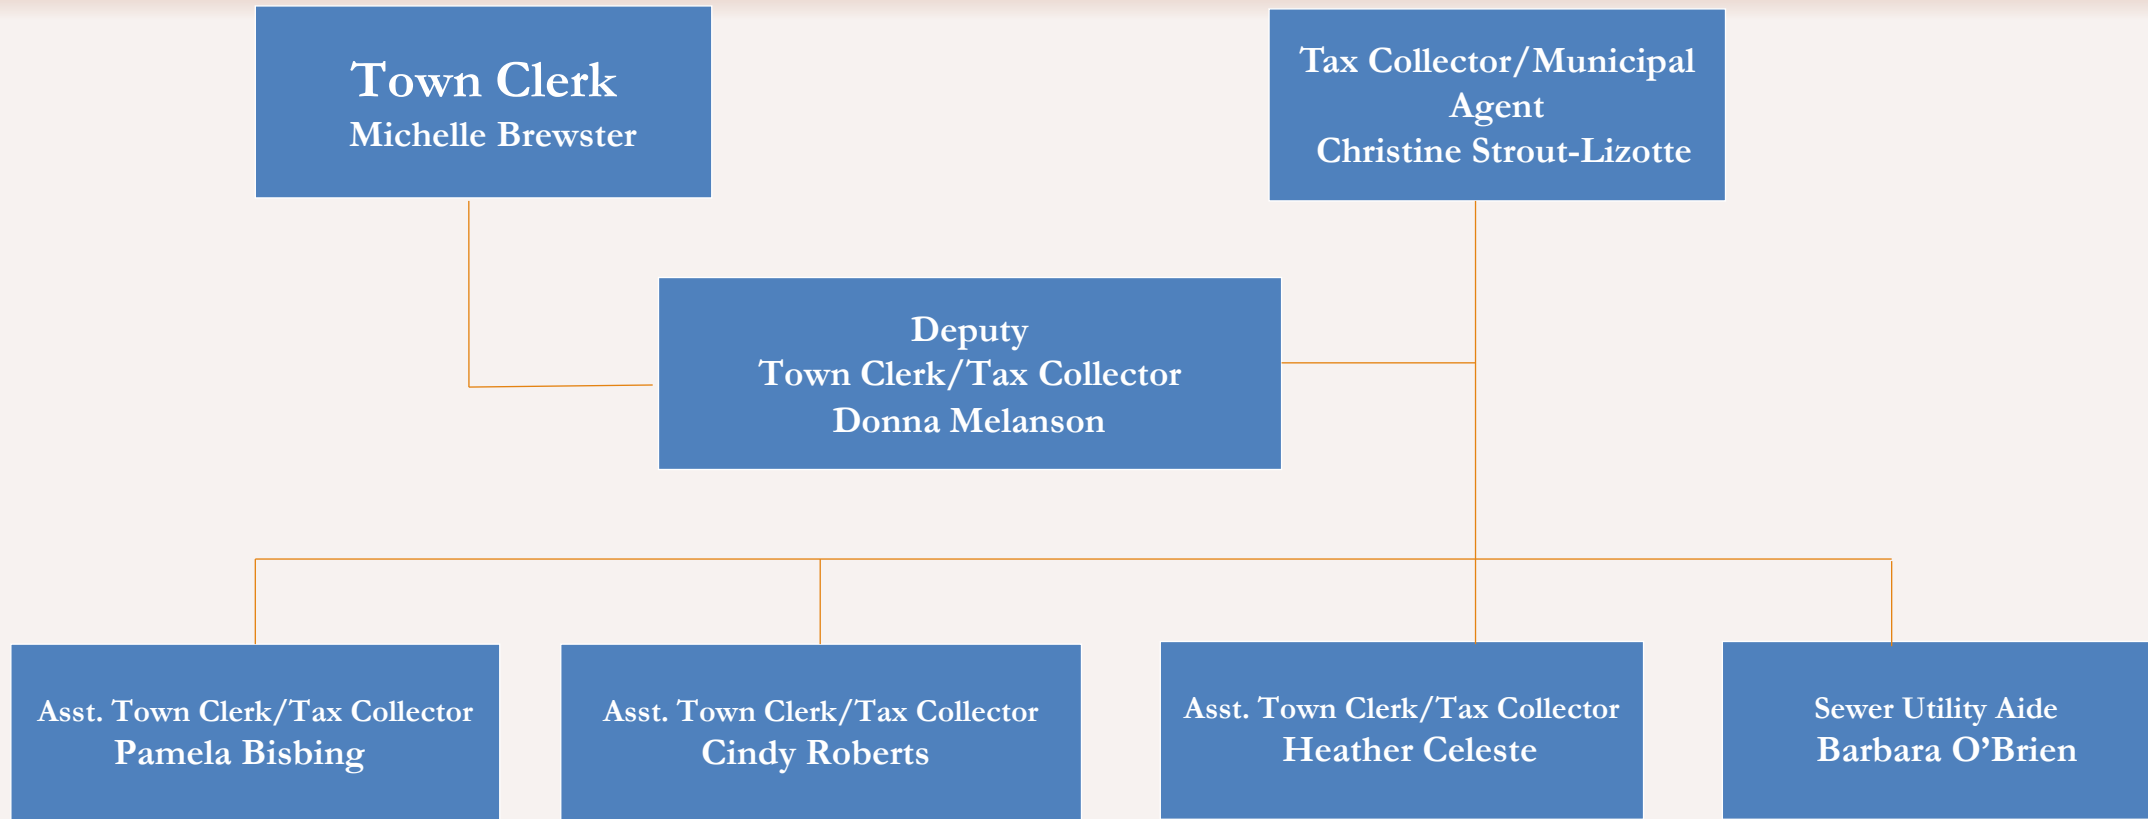 Town Clerk
Michelle Brewster
Tax Collector/Municipal
Agent
Christine Strout-Lizotte
Deputy
Town Clerk/Tax Collector
Donna Melanson
Asst. Town Clerk/Tax Collector
Pamela Bisbing
Asst. Town Clerk/Tax Collector
Cindy Roberts
Asst. Town Clerk/Tax Collector
Heather Celeste
Sewer Utility Aide
Barbara O’Brien